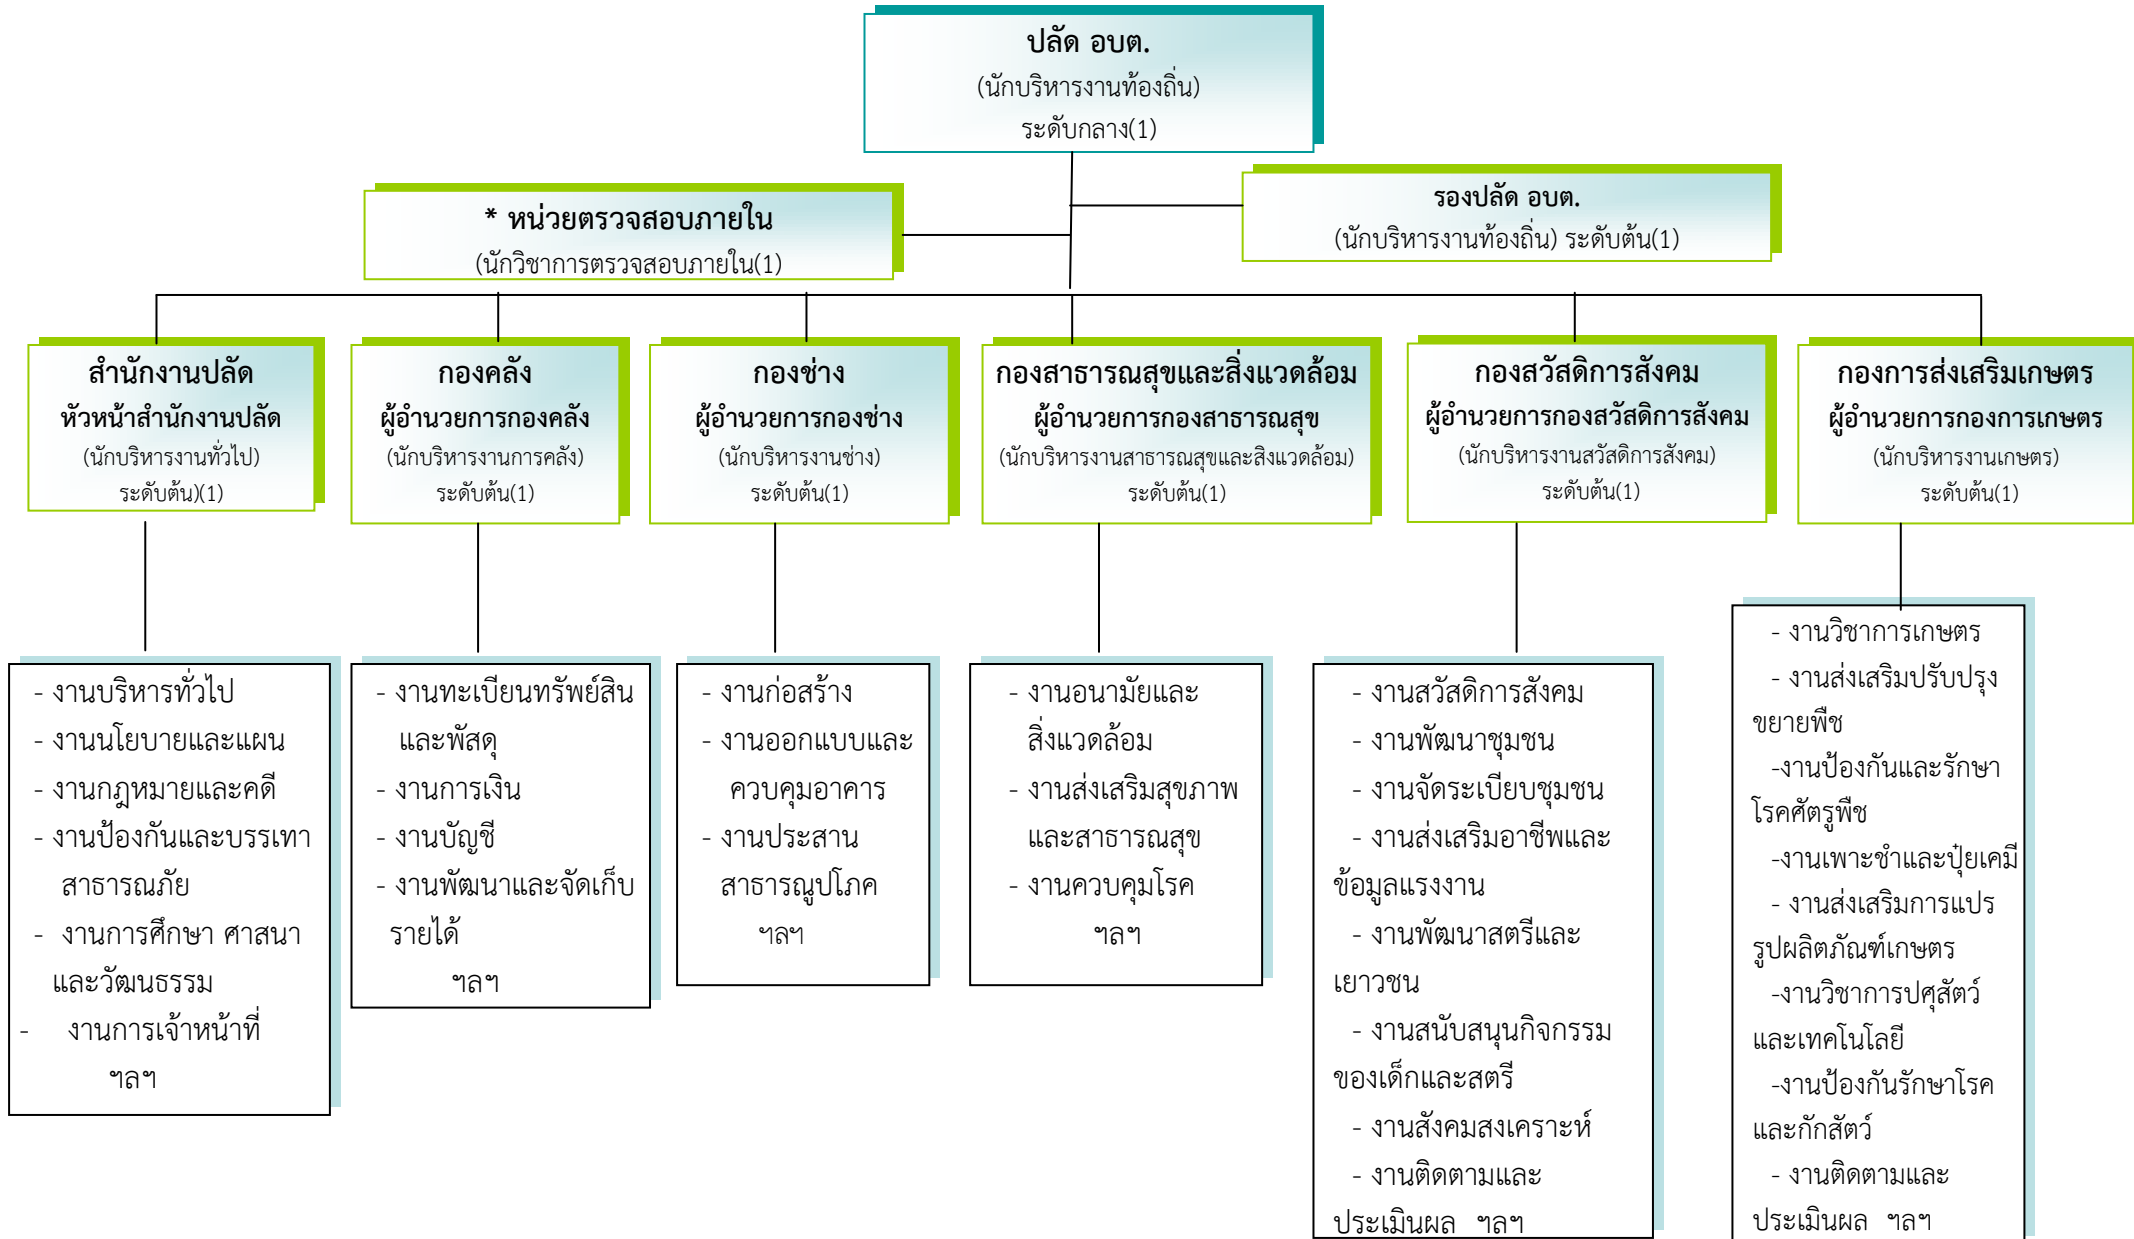 ปลัด อบต.
(นักบริหารงานท้องถิ่น)
ระดับกลาง(1)
* หน่วยตรวจสอบภายใน
(นักวิชาการตรวจสอบภายใน(1)
รองปลัด อบต.
(นักบริหารงานท้องถิ่น) ระดับต้น(1)
สำนักงานปลัด
หัวหน้าสำนักงานปลัด
(นักบริหารงานทั่วไป)
ระดับต้น)(1)
กองคลัง
ผู้อำนวยการกองคลัง
(นักบริหารงานการคลัง)
ระดับต้น(1)
กองช่าง
ผู้อำนวยการกองช่าง
(นักบริหารงานช่าง)
ระดับต้น(1)
กองสาธารณสุขและสิ่งแวดล้อม
ผู้อำนวยการกองสาธารณสุข
(นักบริหารงานสาธารณสุขและสิงแวดล้อม)
ระดับต้น(1)
กองสวัสดิการสังคม
ผู้อำนวยการกองสวัสดิการสังคม
(นักบริหารงานสวัสดิการสังคม)
ระดับต้น(1)
กองการส่งเสริมเกษตร
ผู้อำนวยการกองการเกษตร
(นักบริหารงานเกษตร)
ระดับต้น(1)
- งานบริหารทั่วไป
- งานนโยบายและแผน
- งานกฎหมายและคดี
- งานป้องกันและบรรเทา
สาธารณภัย
- งานการศึกษา ศาสนา
และวัฒนธรรม
- งานการเจ้าหน้าที่
ฯลฯ
- งานทะเบียนทรัพย์สิน
และพัสดุ
- งานการเงิน
- งานบัญชี
- งานพัฒนาและจัดเก็บ
รายได้
ฯลฯ
- งานก่อสร้าง
- งานออกแบบและ
ควบคุมอาคาร
- งานประสาน
สาธารณูปโภค
ฯลฯ
- งานอนามัยและ
สิ่งแวดล้อม
- งานส่งเสริมสุขภาพ
และสาธารณสุข
- งานควบคุมโรค
ฯลฯ
- งานสวัสดิการสังคม
- งานพัฒนาชุมชน
- งานจัดระเบียบชุมชน
- งานส่งเสริมอาชีพและ
ข้อมูลแรงงาน
- งานพัฒนาสตรีและ
เยาวชน
- งานสนับสนุนกิจกรรม
ของเด็กและสตรี
- งานสังคมสงเคราะห์
- งานติดตามและ
ประเมินผล ฯลฯ
- งานวิชาการเกษตร
- งานส่งเสริมปรับปรุง
ขยายพืช
-งานป้องกันและรักษา
โรคศัตรูพืช
-งานเพาะชำและปุ๋ยเคมี
- งานส่งเสริมการแปร
รูปผลิตภัณฑ์เกษตร
-งานวิชาการปศุสัตว์
และเทคโนโลยี
-งานป้องกันรักษาโรค
และกักสัตว์
- งานติดตามและ
ประเมินผล ฯลฯ